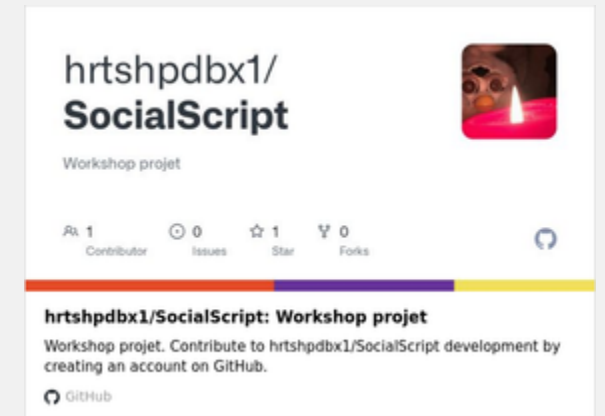 hrtshpdbx1/
SocialScript
Workshop projet
1 0 1 0
Contributor Issues Star Forks
hrtshpdbx1/SocialScript: Workshop projet
Workshop projet. Contribute to hrtshpdbx1/SocialScript development by
creating an account on GitHub.
GitHub